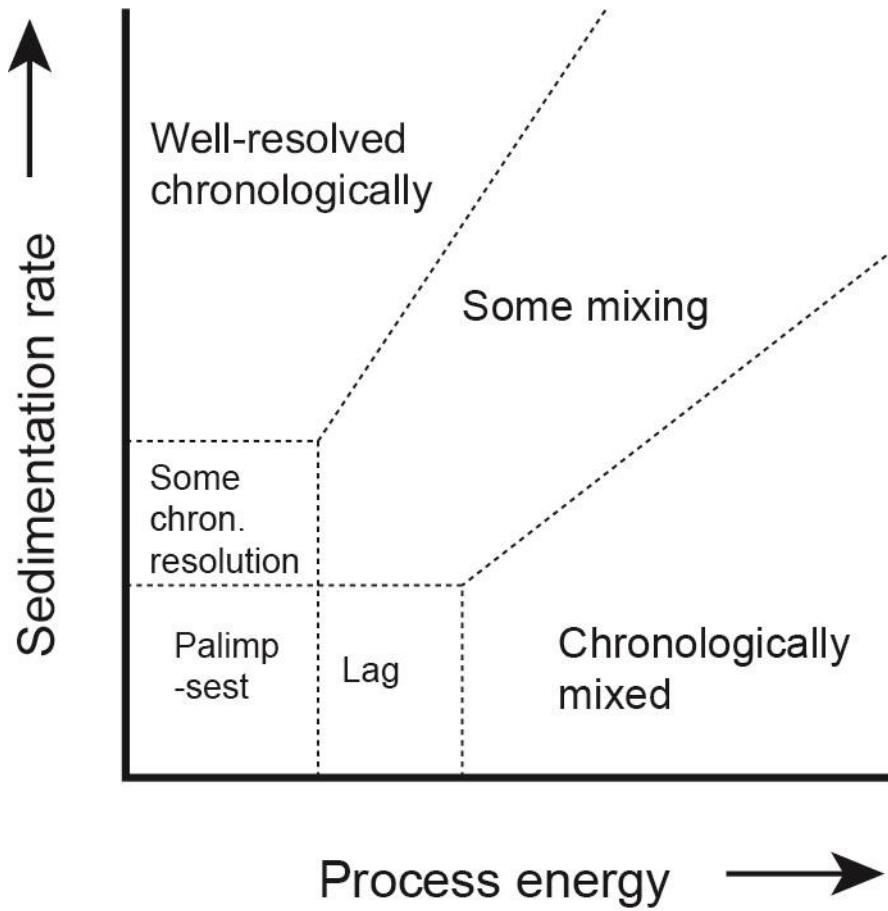 Well-resolved
chronologically
Some mixing
Some
chron.
resolution
Palimp
-sest
Lag
Chronologically
mixed
Sedimentation rate
Process energy